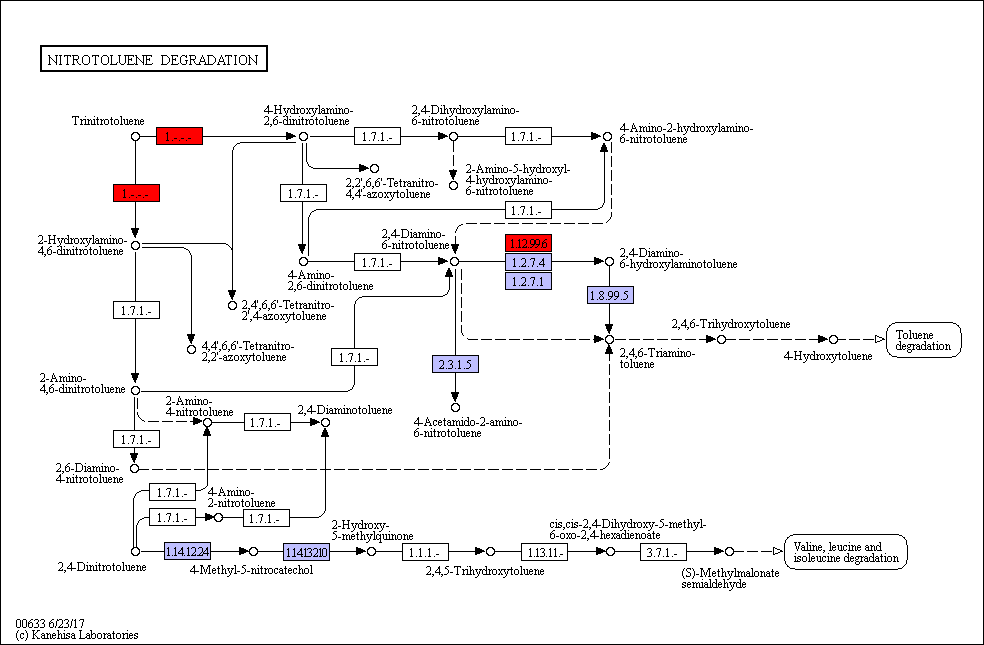 NITROTOLUENE DEGRADATION
Trinitrotoluene
1.-.-.-
4-Hydroxylamino-
2,6-dinitrotoluene
1.7.1.-
2,4-Dihydroxylamino-
6-nitrotoluene
1.7.1.-
4-Amino-2-hydroxylamino-
6-nitrotoluene
2,2',6,6'-Tetranitro-
4,4'-azoxytoluene
2-Amino-5-hydroxyl-
4-hydroxylamino-
6-nitrotoluene
1.-.-.-
1.7.1.-
1.7.1.-
2-Hydroxylamino-
4,6-dinitrotoluene
2,4-Diamino-
6-nitrotoluene
1.12.99.6
1.7.1.-
1.2.7.4
1.2.7.1
2,4-Diamino-
6-hydroxylaminotoluene
4-Amino-
2,6-dinitrotoluene
1.8.99.5
1.7.1.-
2,4',6,6'-Tetranitro-
2',4-azoxytoluene
4,4',6,6'-Tetranitro-
2,2'-azoxytoluene
1.7.1.-
2.3.1.5
2,4,6-Triamino-
toluene
2,4,6-Trihydroxytoluene
4-Hydroxytoluene
Toluene
degradation
2-Amino-
4,6-dinitrotoluene
2-Amino-
4-nitrotoluene
1.7.1.-
2,4-Diaminotoluene
4-Acetamido-2-amino-
6-nitrotoluene
1.7.1.-
2,6-Diamino-
4-nitrotoluene
1.7.1.-
4-Amino-
2-nitrotoluene
1.7.1.-
1.7.1.-
2,4-Dinitrotoluene
1.14.12.24
4-Methyl-5-nitrocatechol
1.14.13.210
2-Hydroxy-
5-methylquinone
1.1.1.-
2,4,5-Trihydroxytoluene
1.13.11.-
cis,cis-2,4-Dihydroxy-5-methyl-
6-oxo-2,4-hexadienoate
3.7.1.-
(S)-Methylmalonate
semialdehyde
Valine, leucine and
isoleucine degradation
00633 6/23/17
(c) Kanehisa Laboratories